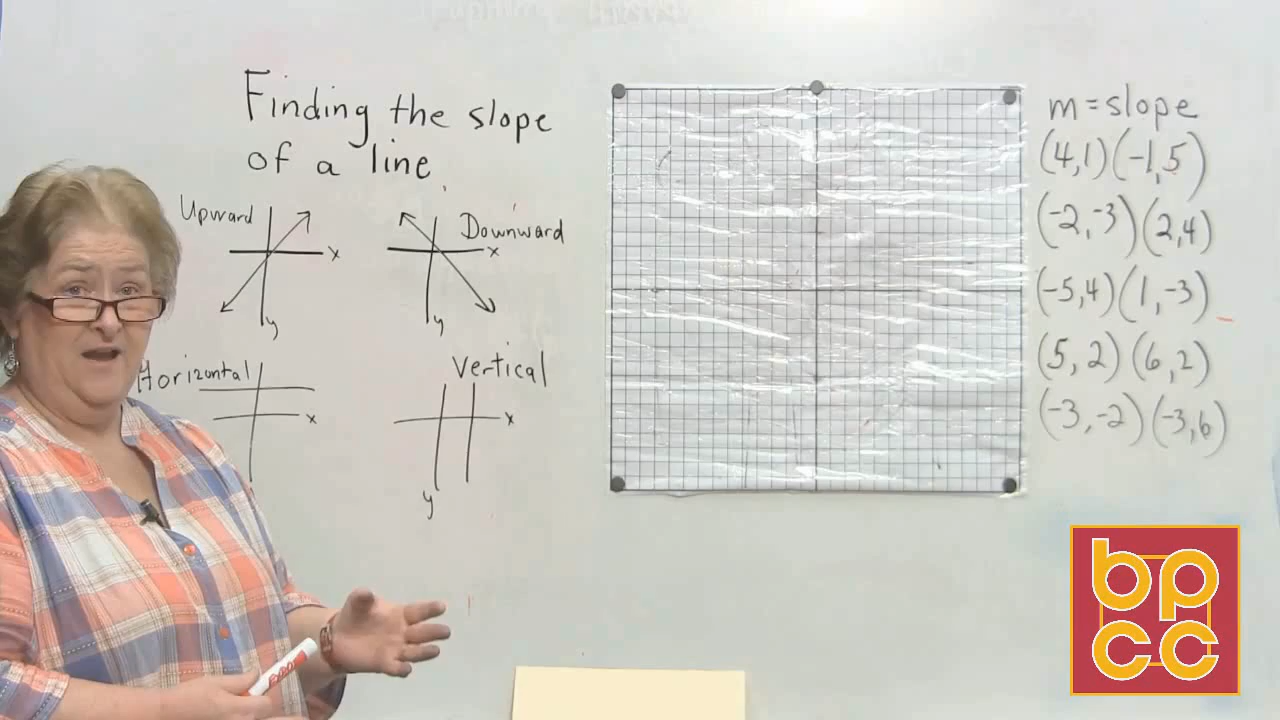 Finding the slope
of a line
Upward
x
y
Downward
x
y
Horizontal
x
Vertical
x
y
m = slope
(4,1)(-1,5)
(-2,-3)(2,4)
(-5,4)(1,-3)
(5,2)(6,2)
(-3,-2)(-3,6)
bp
cc